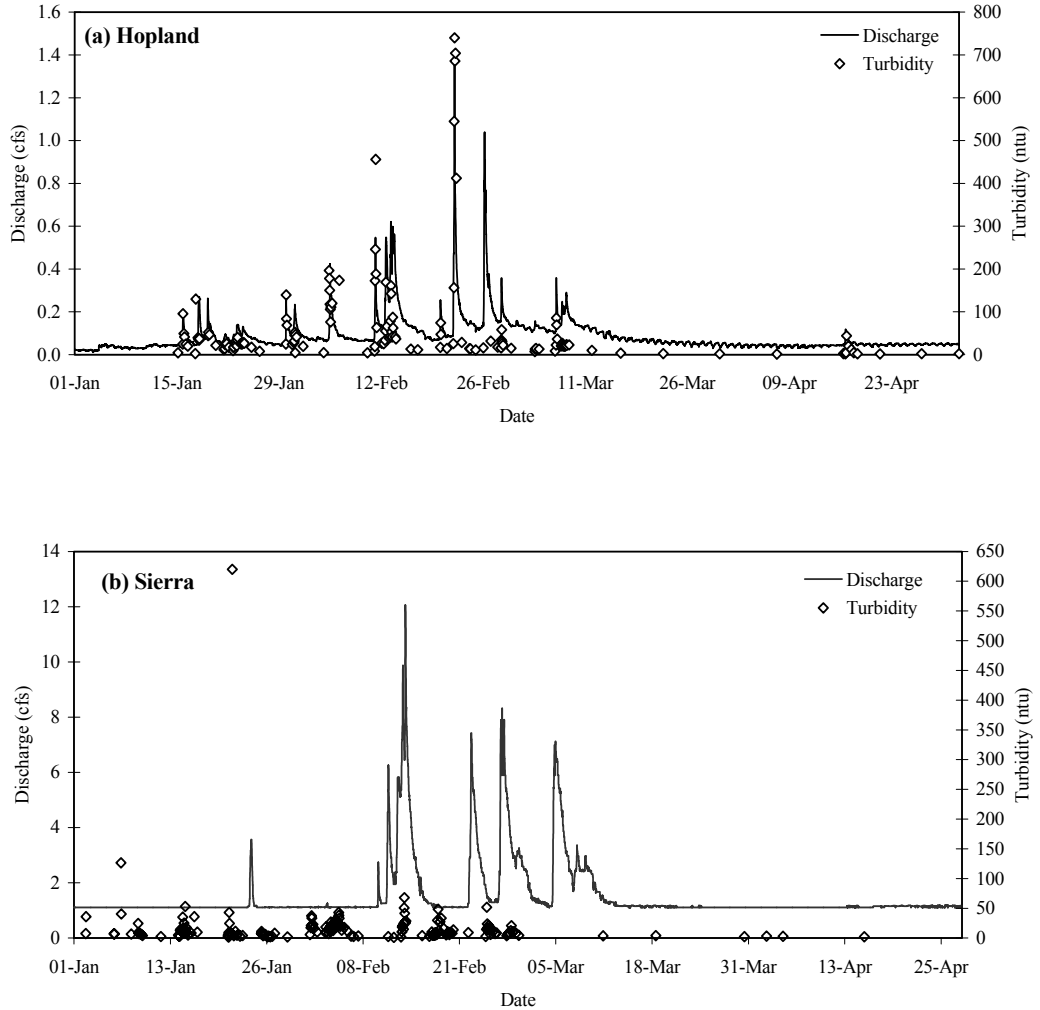 (a) Hopland
Discharge
Turbidity
1.6
1.4
1.2
1.0
0.8
0.6
0.4
0.2
0.0
Discharge (cfs)
800
700
600
500
400
300
200
100
0
Turbidity (ntu)
01-Jan 15-Jan 29-Jan 12-Feb 26-Feb 11-Mar 26-Mar 09-Apr 23-Apr
Date
(b) Sierra
Discharge
Turbidity
14
12
10
8
6
4
2
0
Discharge (cfs)
650
600
550
500
450
400
350
300
250
200
150
100
50
0
Turbidity (ntu)
01-Jan 13-Jan 26-Jan 08-Feb 21-Feb 05-Mar 18-Mar 31-Mar 13-Apr 25-Apr
Date